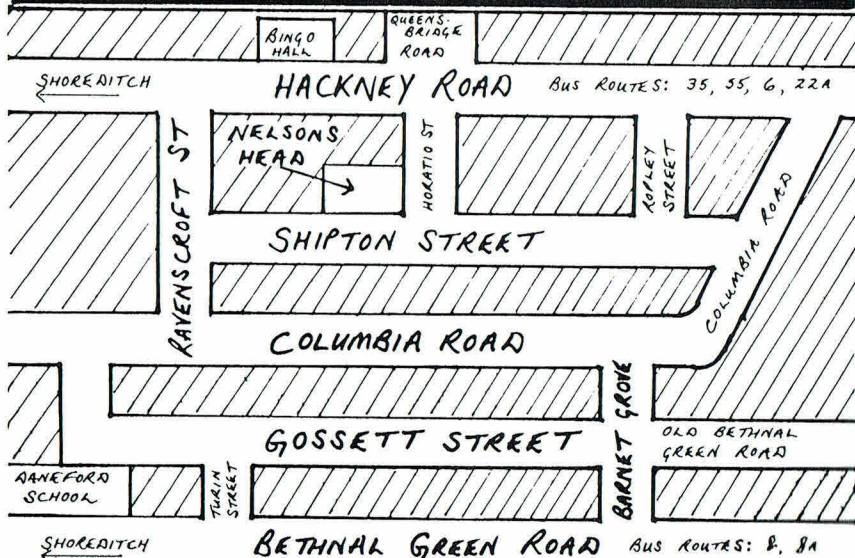 QUEENS-
BRIDGE
ROAD
BINGO
HALL
SHOREDITCH
HACKNEY ROAD
BUS ROUTES: 35, 55, 6, 22A
NELSONS
HEAD
RAVENSCROFT ST
HORATIO ST
ROPLEY
STREET
COLUMBIA ROAD
SHIPTON STREET
COLUMBIA ROAD
BARNET GROVE
GOSSETT STREET
OLD BETHNAL
GREEN ROAD
DANEFORD
SCHOOL
TURIN
STREET
SHOREDITCH
BETHNAL GREEN ROAD
BUS ROUTES: 8, 8A